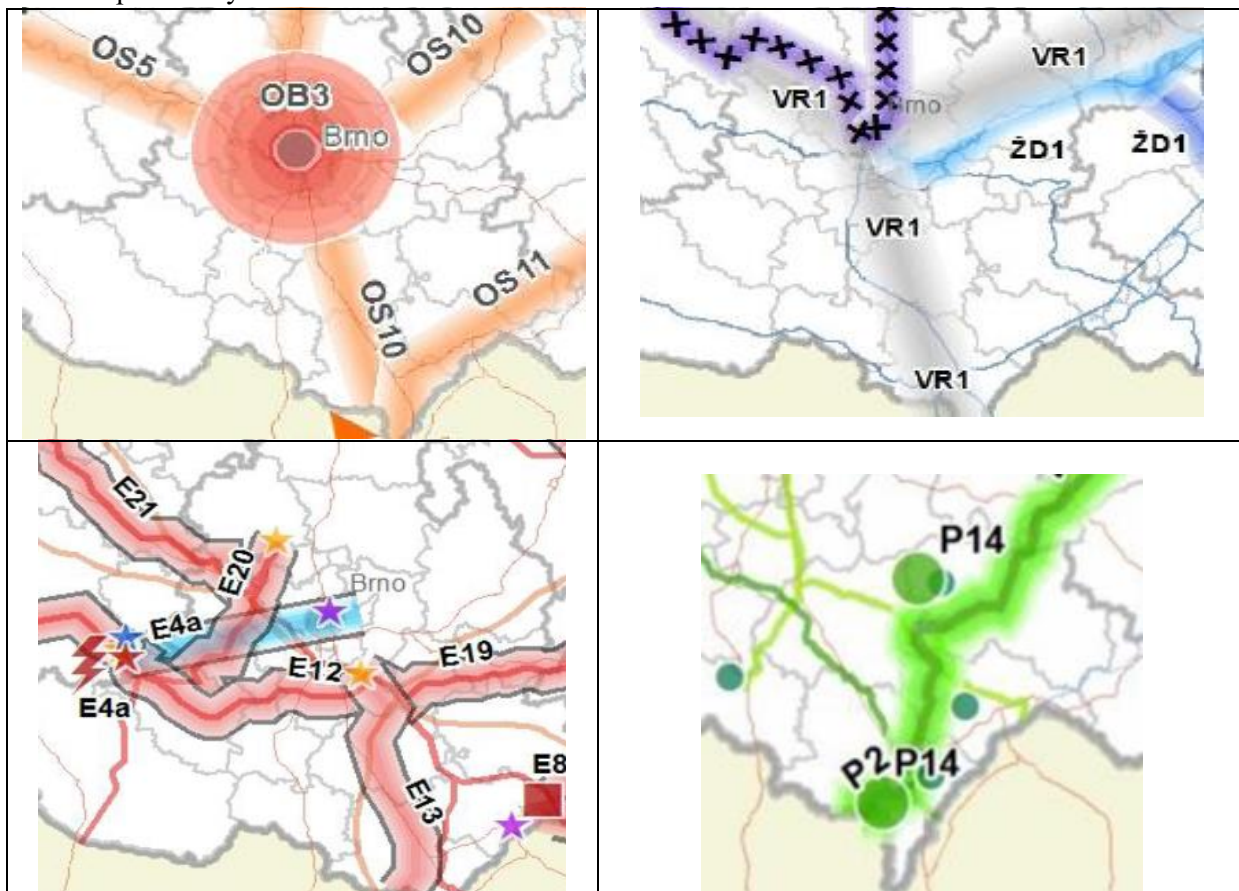 OS5
OS10
OB3
Brno
OS10
OS11
VR1
VR1
Brno
ŽD1
ŽD1
VR1
VR1
E21
E20
Brno
E4a
E12
E19
E4a
E13
E8
P14
P2
P14